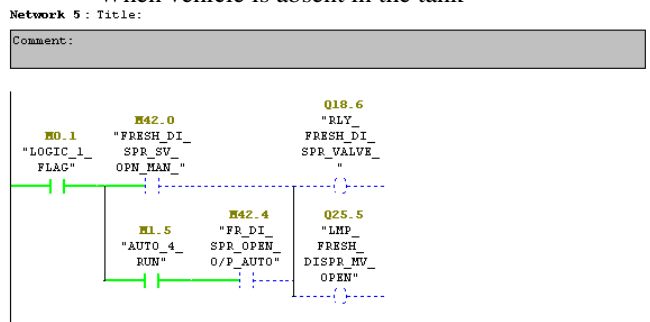 When vehicle is absent in the tank
Network 5 : Title:
Comment:
M0.1
"LOGIC_1_
FLAG"
M42.0
"FRESH_DI_
SPR_SV_
OPN_MAN_"
Q18.6
"RLY_
FRESH_DI_
SPR_VALVE_
"
M1.5
"AUTO_4_
RUN"
M42.4
"FR_DI_
SPR_OPEN_
O/P_AUTO"
Q25.5
"LMP_
FRESH_
DISPR_MV_
OPEN"